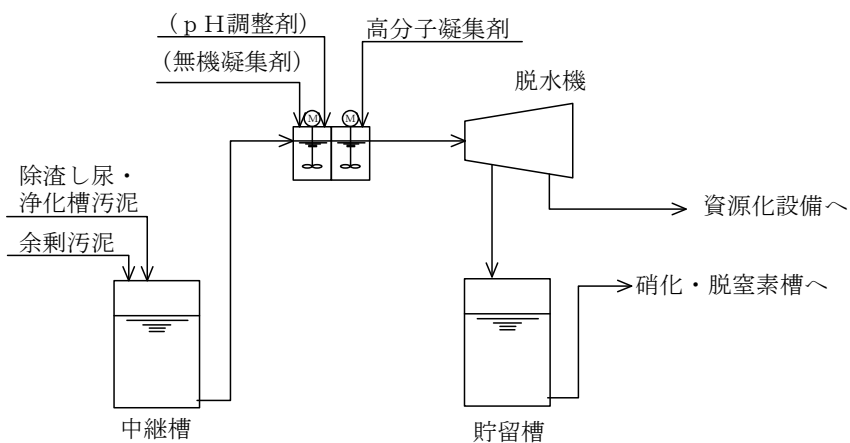 (ｐＨ調整剤)
高分子凝集剤
(無機凝集剤)
脱水機
M
M
除渣し尿・
浄化槽汚泥
資源化設備へ
余剰汚泥
硝化・脱窒素槽へ
中継槽
貯留槽